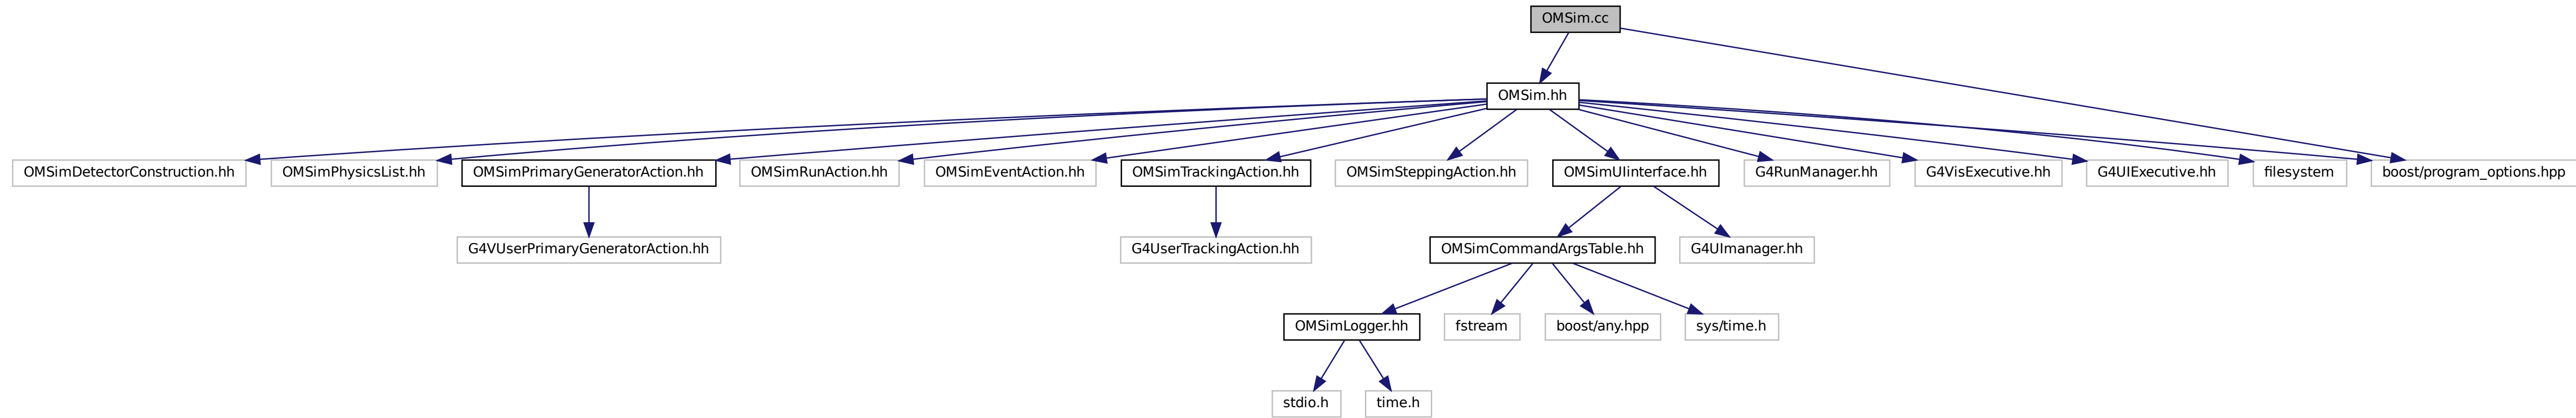 OMSim.cc
OMSim.hh
OMSimDetectorConstruction.hh
OMSimPhysicsList.hh
OMSimPrimaryGeneratorAction.hh
OMSimRunAction.hh
OMSimEventAction.hh
OMSimTrackingAction.hh
OMSimSteppingAction.hh
OMSimUIinterface.hh
G4RunManager.hh
G4VisExecutive.hh
G4UIExecutive.hh
filesystem
boost/program_options.hpp
G4VUserPrimaryGeneratorAction.hh
G4UserTrackingAction.hh
OMSimCommandArgsTable.hh
G4UImanager.hh
OMSimLogger.hh
fstream
boost/any.hpp
sys/time.h
stdio.h
time.h